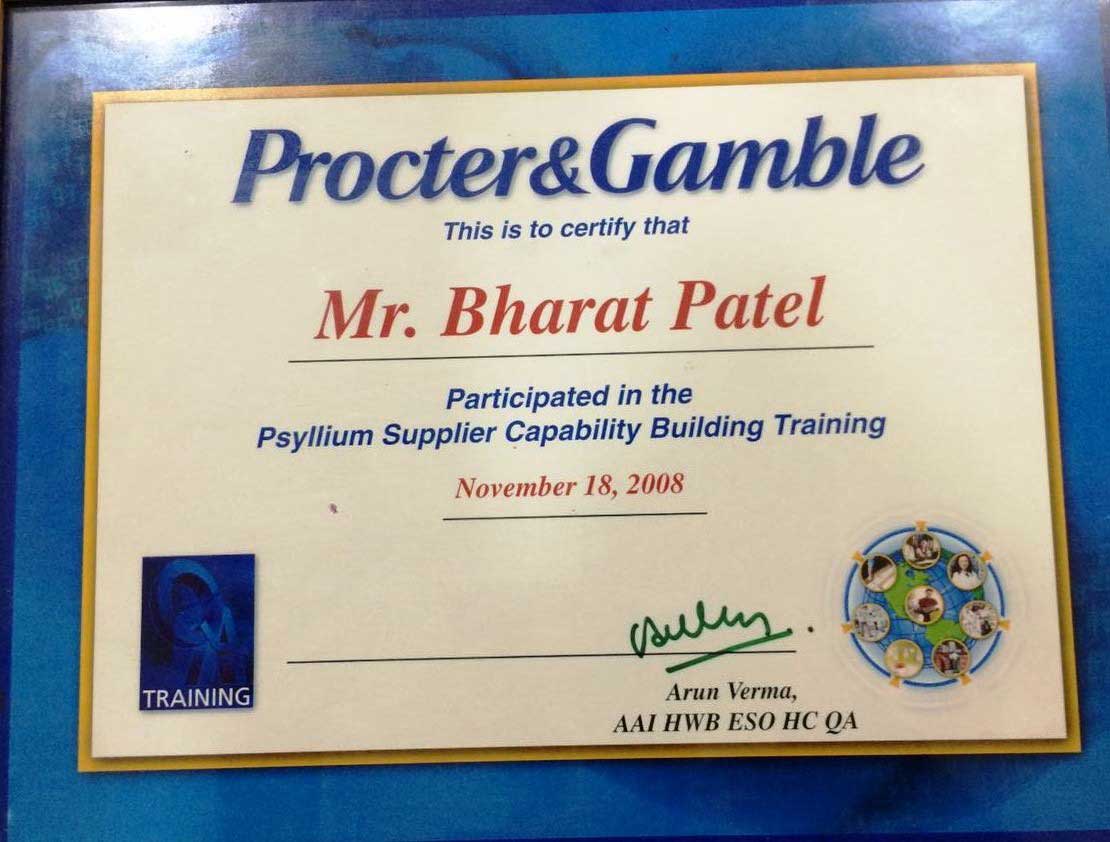 Procter&Gamble
This is to certify that
Mr. Bharat Patel
Participated in the
Psyllium Supplier Capability Building Training
November 18, 2008
TRAINING
Arun Verma,
AAI HWB ESO HC QA